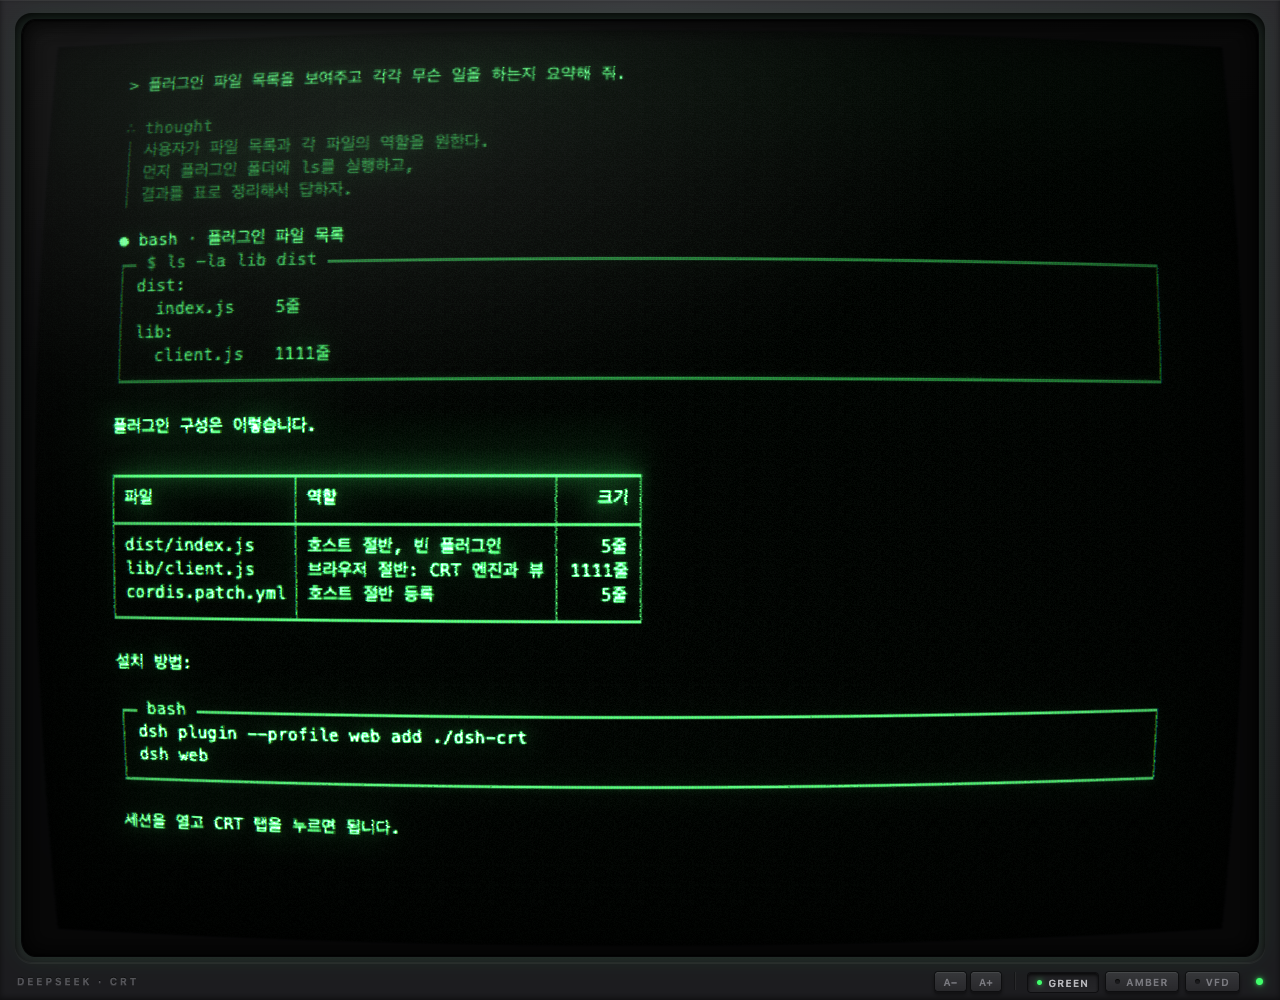 > 플러그인 파일 목록을 보여주고 각각 무슨 일을 하는지 요약해 줘.
∴ thought
사용자가 파일 목록과 각 파일의 역할을 원한다.
먼저 플러그인 폴더에 ls를 실행하고,
결과를 표로 정리해서 답하자.
● bash · 플러그인 파일 목록
$ ls -la lib dist
dist:
index.js 5줄
lib:
client.js 1111줄
플러그인 구성은 이렇습니다.
파일 역할 크기
dist/index.js 호스트 절반, 빈 플러그인 5줄
lib/client.js 브라우저 절반: CRT 엔진과 뷰 1111줄
cordis.patch.yml 호스트 절반 등록 5줄
설치 방법:
bash
dsh plugin --profile web add ./dsh-crt
dsh web
세션을 열고 CRT 탭을 누르면 됩니다.
DEEPSEEK · CRT A- A+ GREEN AMBER VFD